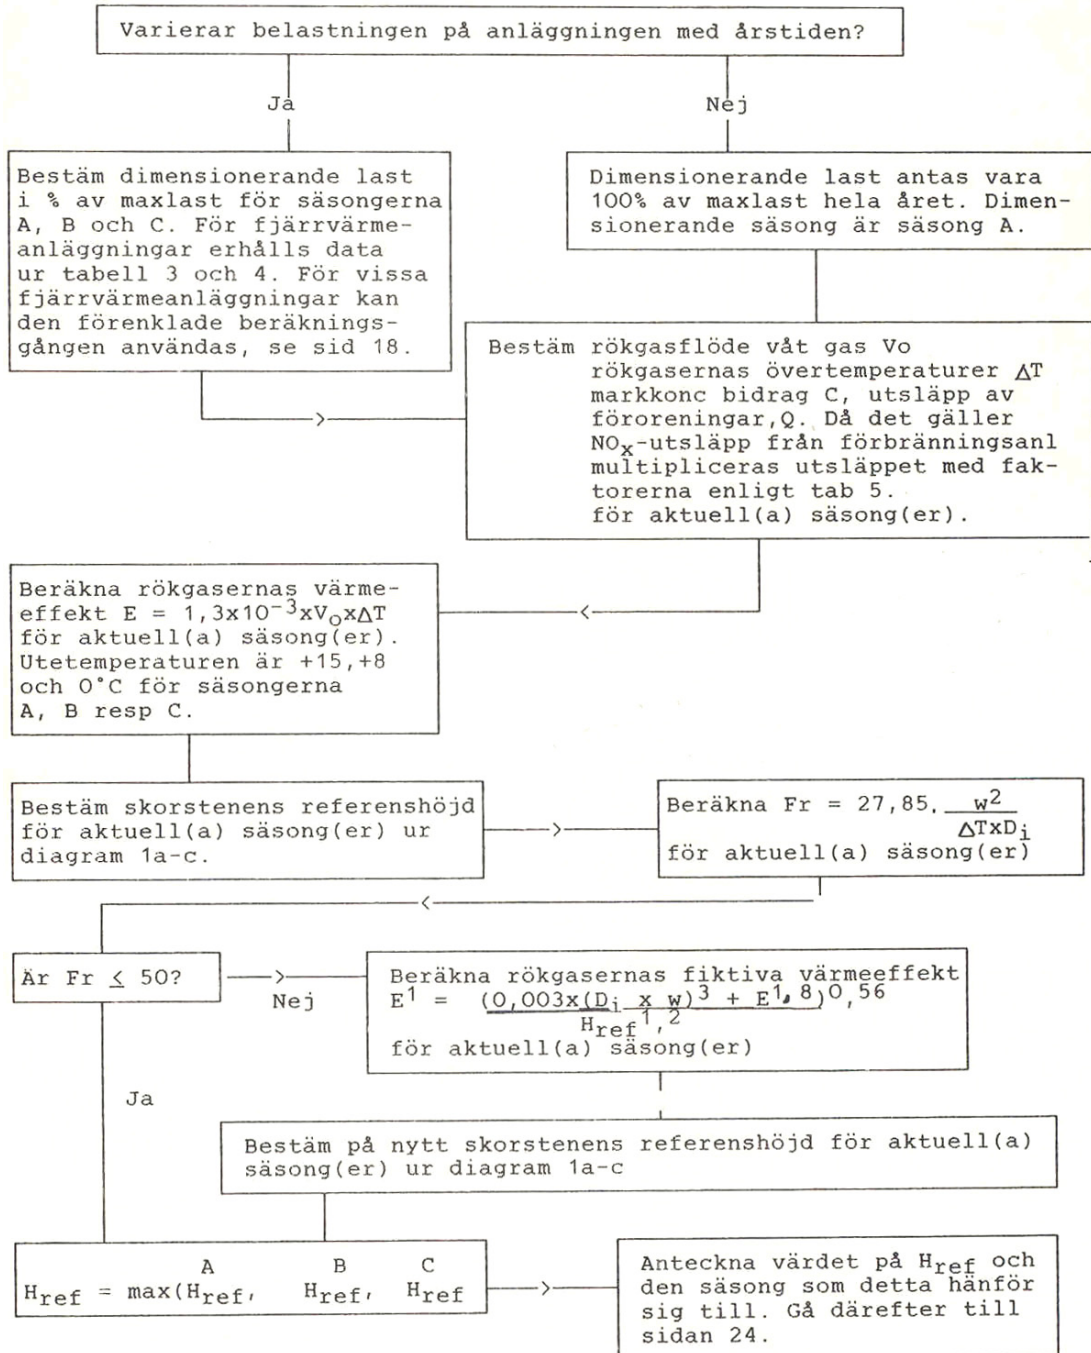 Varierar belastningen på anläggningen med årstiden?
Ja
Nej
Bestäm dimensionerande last
i % av maxlast för säsongerna
A, B och C. För fjärrvärme-
anläggningar erhålls data
ur tabell 3 och 4. För vissa
fjärrvärmeanläggningar kan
den förenklade beräknings-
gången användas, se sid 18.
Dimensionerande last antas vara
100% av maxlast hela året. Dimen-
sionerande säsong är säsong A.
Bestäm rökgasflöde våt gas Vo
rökgasernas övertemperaturer ΔT
markkonc bidrag C, utsläpp av
föroreningar,Q. Då det gäller
NOx-utsläpp från förbränningsanl
multipliceras utsläppet med fak-
torerna enligt tab 5.
för aktuell(a) säsong(er).
Beräkna rökgasernas värme-
effekt E = 1,3x10⁻³xVoxΔT
för aktuell(a) säsong(er).
Utetemperaturen är +15,+8
och 0°C för säsongerna
A, B resp C.
Bestäm skorstenens referenshöjd
för aktuell(a) säsong(er) ur
diagram 1a-c.
Beräkna Fr = 27,85. w²
ΔTxDi
för aktuell(a) säsong(er)
Är Fr ≤ 50?
Nej
Beräkna rökgasernas fiktiva värmeeffekt
E¹ = (0,003x(Di x w)³ + E¹,⁸)⁰,⁵⁶
Href¹,²
för aktuell(a) säsong(er)
Ja
Bestäm på nytt skorstenens referenshöjd för aktuell(a)
säsong(er) ur diagram 1a-c
A B C
Href = max(Href, Href, Href
Anteckna värdet på Href och
den säsong som detta hänför
sig till. Gå därefter till
sidan 24.